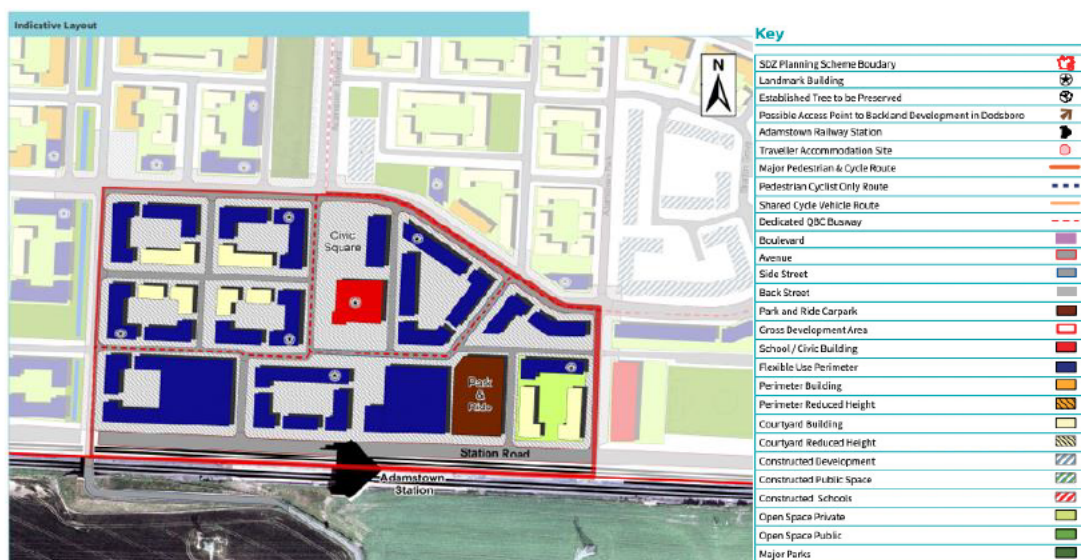 Indicative Layout
N
Civic
Square
Park
&
Ride
Station Road
Adamstown
Station
Key
SDZ Planning Scheme Boudary
Landmark Building
Established Tree to be Preserved
Possible Access Point to Backland Development in Dodsboro
Adamstown Railway Station
Traveller Accommodation Site
Major Pedestrian & Cycle Route
Pedestrian Cyclist Only Route
Shared Cycle Vehicle Route
Dedicated QBC Busway
Boulevard
Avenue
Side Street
Back Street
Park and Ride Carpark
Gross Development Area
School / Civic Building
Flexible Use Perimeter
Perimeter Building
Perimeter Reduced Height
Courtyard Building
Courtyard Reduced Height
Constructed Development
Constructed Public Space
Constructed Schools
Open Space Private
Open Space Public
Major Parks